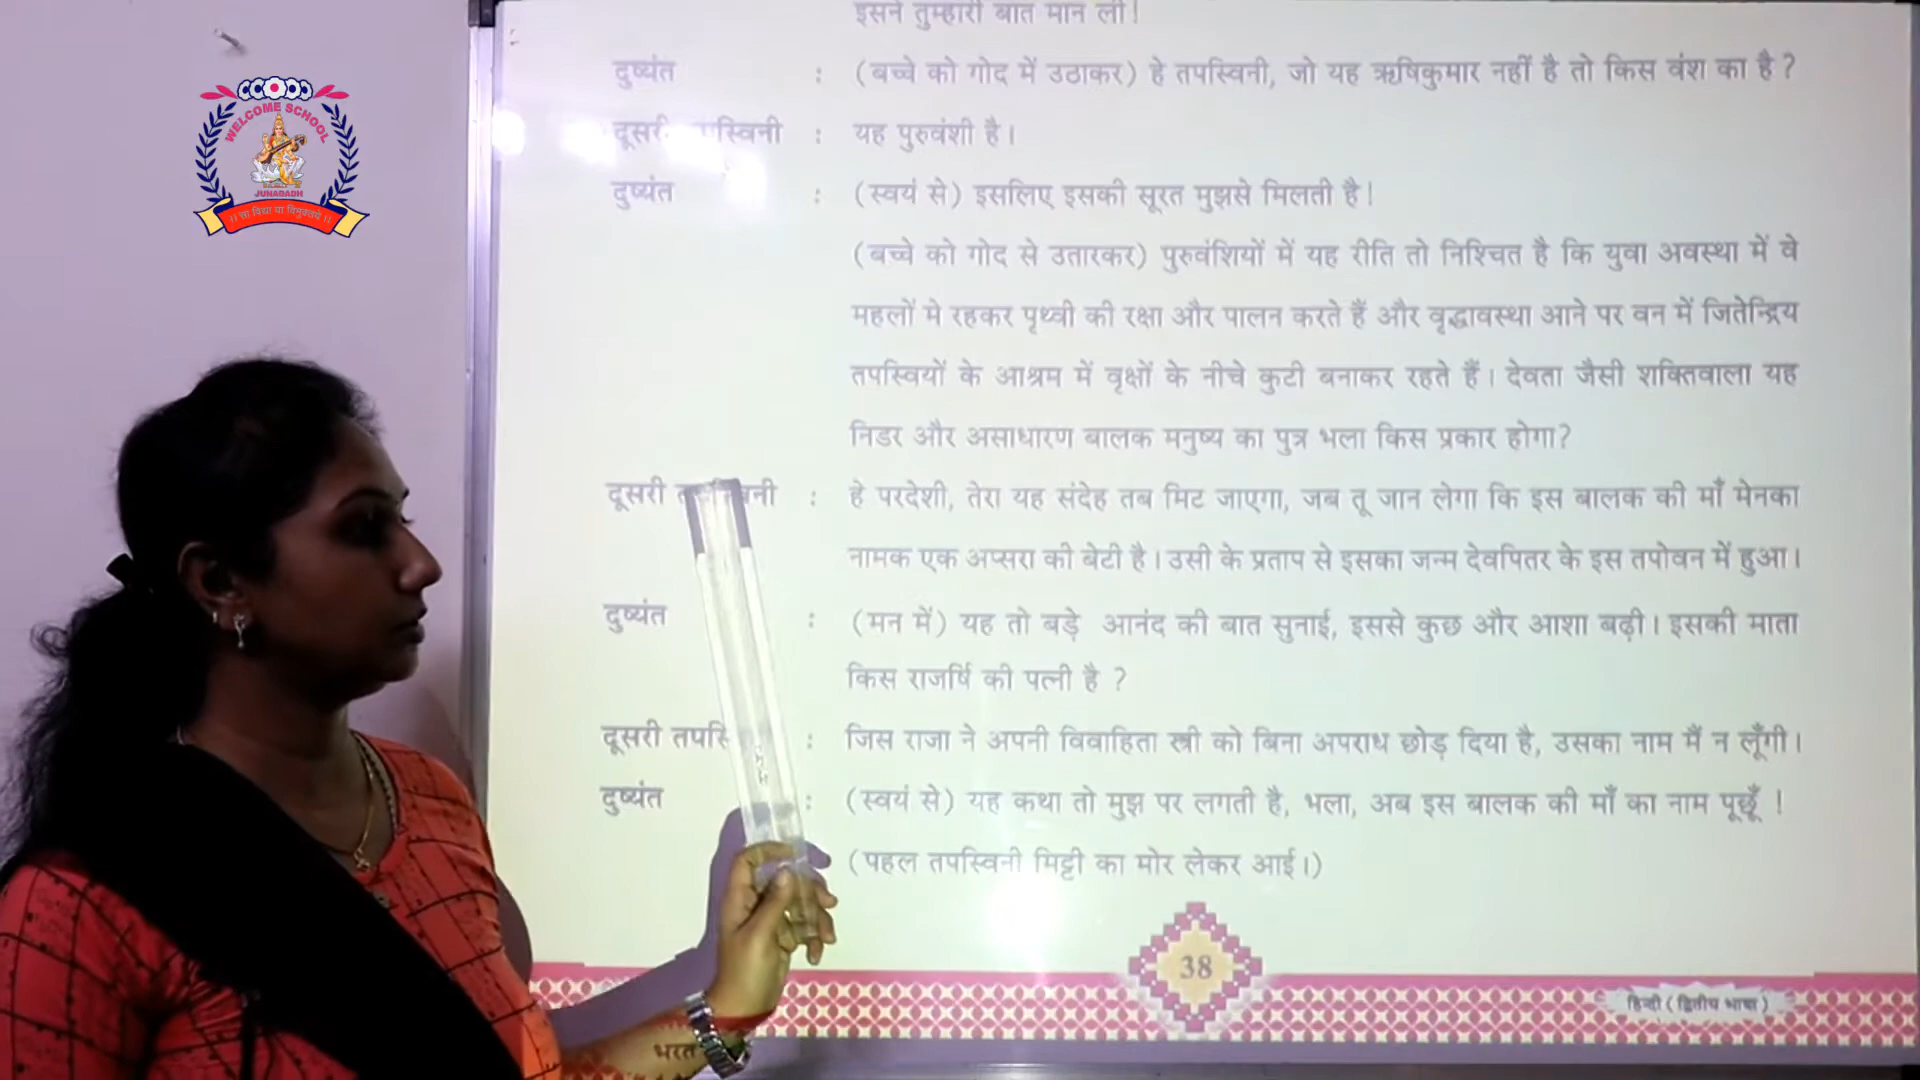 WELCOME SCHOOL
JUNAGADH
।। सा विद्या या विमुक्तये ।।
इसने तुम्हारी बात मान ली!
दुष्यंत : (बच्चे को गोद में उठाकर) हे तपस्विनी, जो यह ऋषिकुमार नहीं है तो किस वंश का है ?
दूसरी तपस्विनी : यह पुरुवंशी है।
दुष्यंत : (स्वयं से) इसलिए इसकी सूरत मुझसे मिलती है!
(बच्चे को गोद से उतारकर) पुरुवंशियों में यह रीति तो निश्चित है कि युवा अवस्था में वे
महलों मे रहकर पृथ्वी की रक्षा और पालन करते हैं और वृद्धावस्था आने पर वन में जितेन्द्रिय
तपस्वियों के आश्रम में वृक्षों के नीचे कुटी बनाकर रहते हैं। देवता जैसी शक्तिवाला यह
निडर और असाधारण बालक मनुष्य का पुत्र भला किस प्रकार होगा?
दूसरी : हे परदेशी, तेरा यह संदेह तब मिट जाएगा, जब तू जान लेगा कि इस बालक की माँ मेनका
नामक एक अप्सरा की बेटी है। उसी के प्रताप से इसका जन्म देवपितर के इस तपोवन में हुआ।
दुष्यंत : (मन में) यह तो बड़े आनंद की बात सुनाई, इससे कुछ और आशा बढ़ी। इसकी माता
किस राजर्षि की पत्नी है ?
दूसरी : जिस राजा ने अपनी विवाहिता स्त्री को बिना अपराध छोड़ दिया है, उसका नाम मैं न लूँगी।
दुष्यंत : (स्वयं से) यह कथा तो मुझ पर लगती है, भला, अब इस बालक की माँ का नाम पूछूँ !
(पहल तपस्विनी मिट्टी का मोर लेकर आई।)
38
हिन्दी (द्वितीय भाषा)
भरत